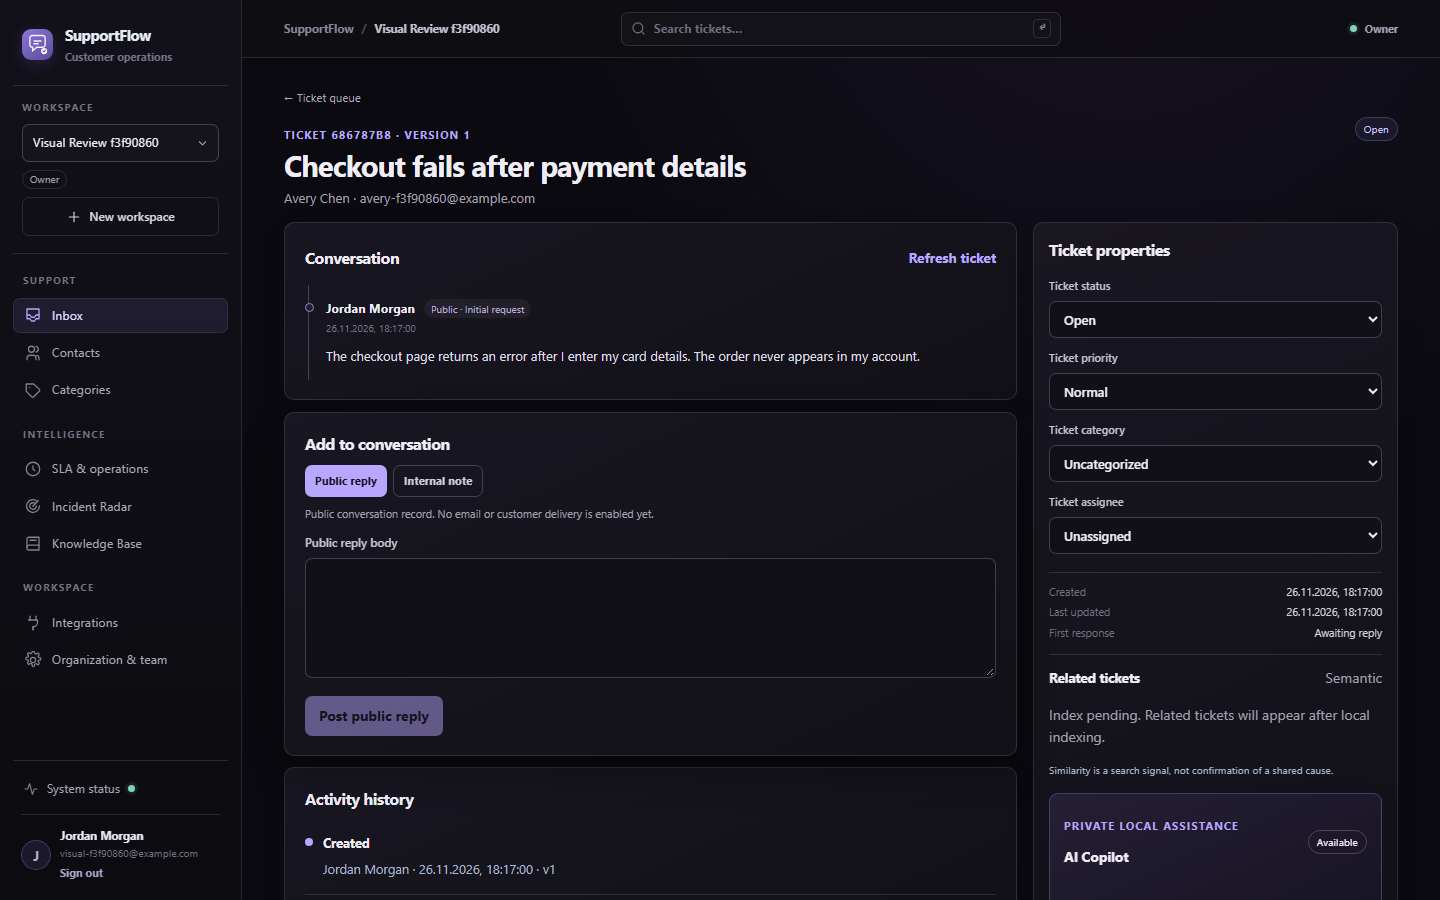 SupportFlow
Customer operations
WORKSPACE
Visual Review f3f90860
Owner
+ New workspace
SUPPORT
Inbox
Contacts
Categories
INTELLIGENCE
SLA & operations
Incident Radar
Knowledge Base
WORKSPACE
Integrations
Organization & team
System status
J
Jordan Morgan
visual-f3f90860@example.com
Sign out
SupportFlow / Visual Review f3f90860
Search tickets...
Owner
← Ticket queue
TICKET 686787B8 · VERSION 1
Open
Checkout fails after payment details
Avery Chen · avery-f3f90860@example.com
Conversation
Refresh ticket
Jordan Morgan Public · Initial request
26.11.2026, 18:17:00
The checkout page returns an error after I enter my card details. The order never appears in my account.
Add to conversation
Public reply
Internal note
Public conversation record. No email or customer delivery is enabled yet.
Public reply body
Post public reply
Activity history
Created
Jordan Morgan · 26.11.2026, 18:17:00 · v1
Ticket properties
Ticket status
Open
Ticket priority
Normal
Ticket category
Uncategorized
Ticket assignee
Unassigned
Created 26.11.2026, 18:17:00
Last updated 26.11.2026, 18:17:00
First response Awaiting reply
Related tickets Semantic
Index pending. Related tickets will appear after local
indexing.
Similarity is a search signal, not confirmation of a shared cause.
PRIVATE LOCAL ASSISTANCE
AI Copilot
Available